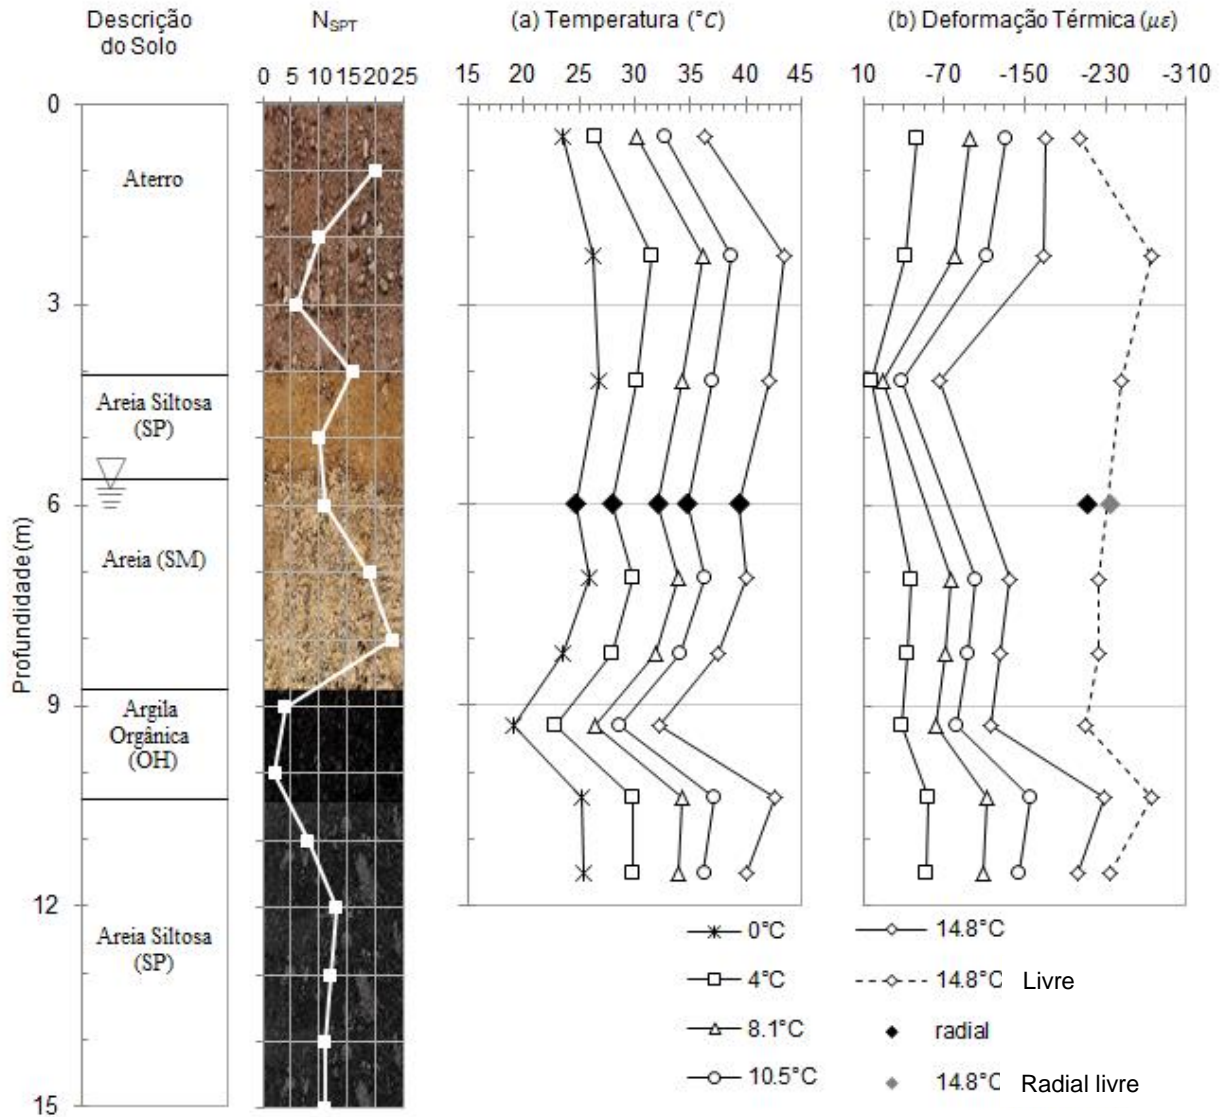 Descrição
do Solo
N_SPT
(a) Temperatura (°C)
(b) Deformação Térmica (με)
0 5 10 15 20 25
15 20 25 30 35 40 45
10 -70 -150 -230 -310
0
3
6
9
12
15
Profundidade (m)
Aterro
Areia Siltosa
(SP)
Areia (SM)
Argila
Orgânica
(OH)
Areia Siltosa
(SP)
0°C
4°C
8.1°C
10.5°C
14.8°C
14.8°C Livre
radial
14.8°C Radial livre